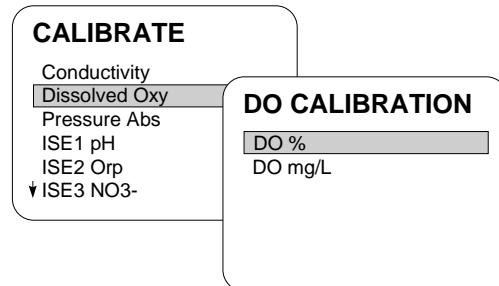 CALIBRATE
Conductivity
Dissolved Oxy
Pressure Abs
ISE1 pH
ISE2 Orp
ISE3 NO3-
DO CALIBRATION
DO %
DO mg/L